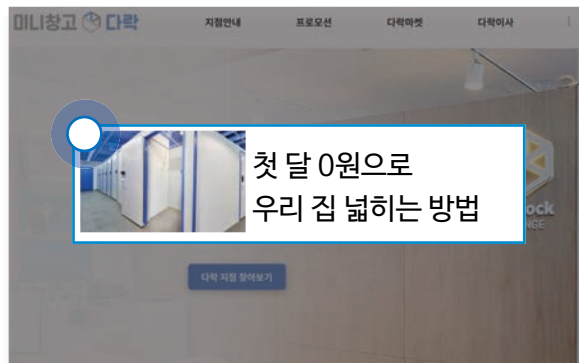 미니창고 다락
지점안내 프로모션 다락마켓 다락이사
첫 달 0원으로
우리 집 넓히는 방법
ock
NGE
다락 지점 찾아보기